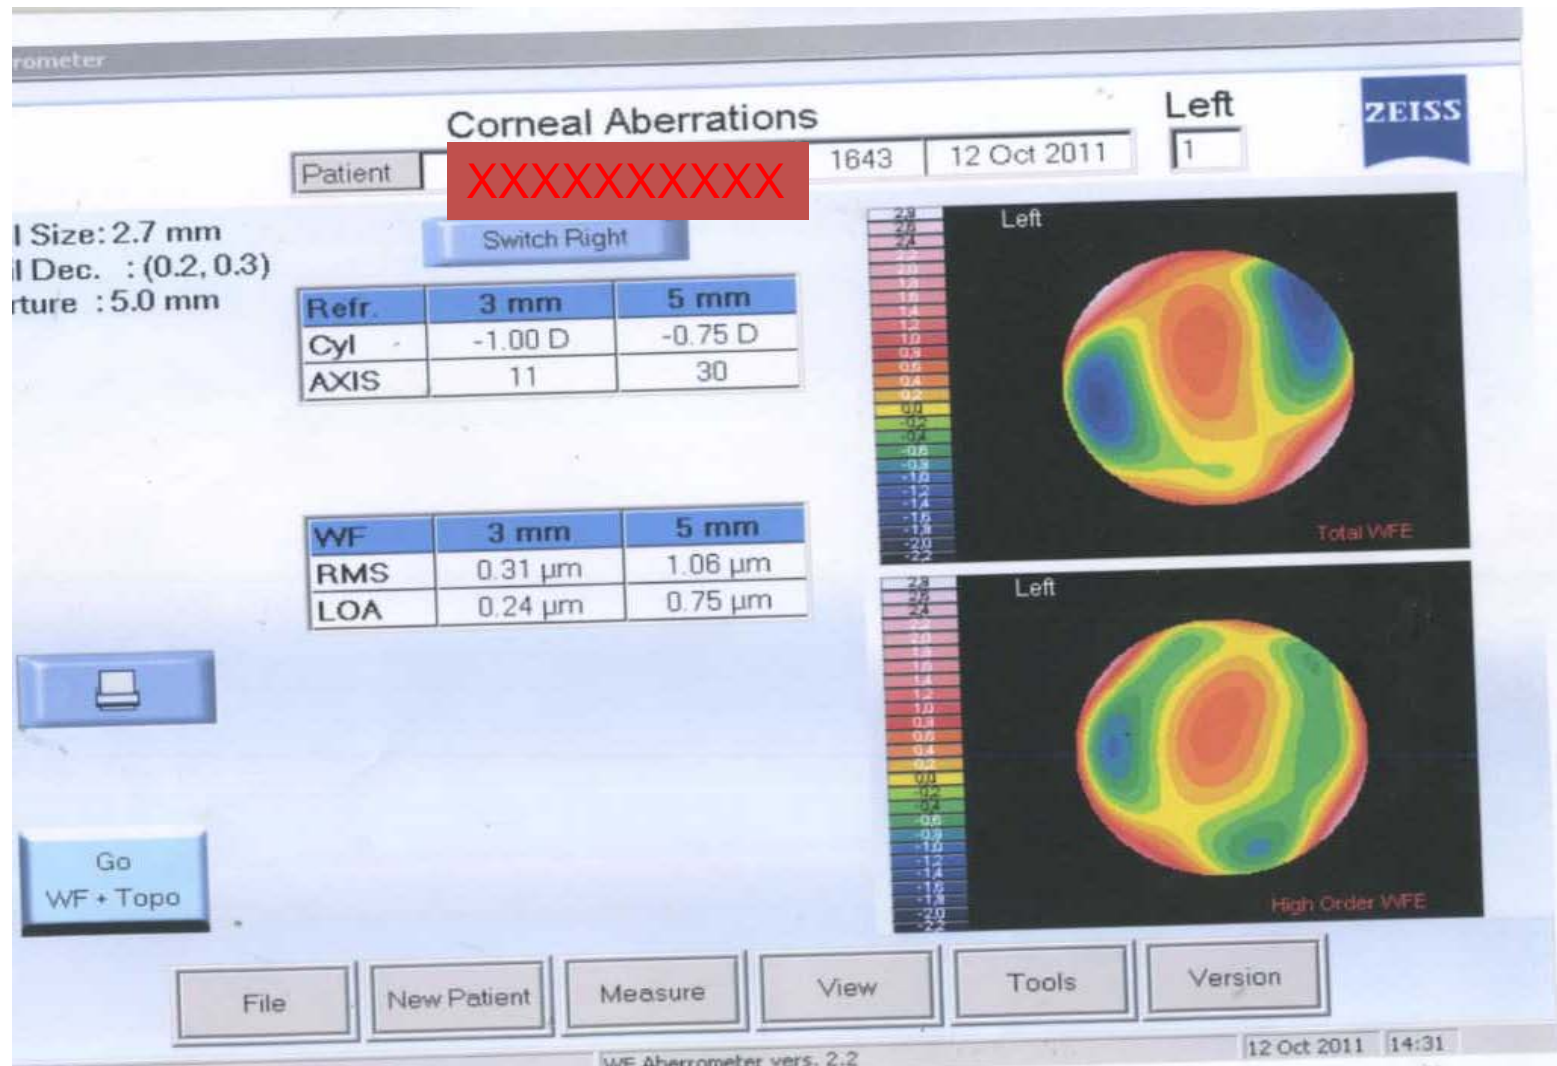 rometer
Corneal Aberrations
Left
ZEISS
Patient
XXXXXXXXXX
1643
12 Oct 2011
1
l Size: 2.7 mm
l Dec. : (0.2, 0.3)
rture : 5.0 mm
Switch Right
Refr. 3 mm 5 mm
Cyl -1.00 D -0.75 D
AXIS 11 30
WF 3 mm 5 mm
RMS 0.31 µm 1.06 µm
LOA 0.24 µm 0.75 µm
Left
Total WFE
Left
High Order WFE
Go
WF + Topo
File
New Patient
Measure
View
Tools
Version
WF Aberrometer vers. 2.2
12 Oct 2011
14:31